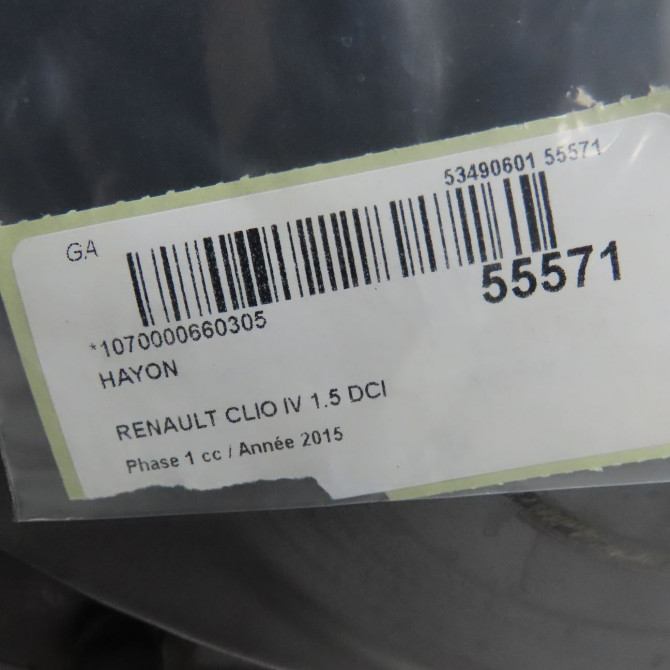 53490601 55571
GA
55571
*1070000660305
HAYON
RENAULT CLIO IV 1.5 DCI
Phase 1 cc / Année 2015